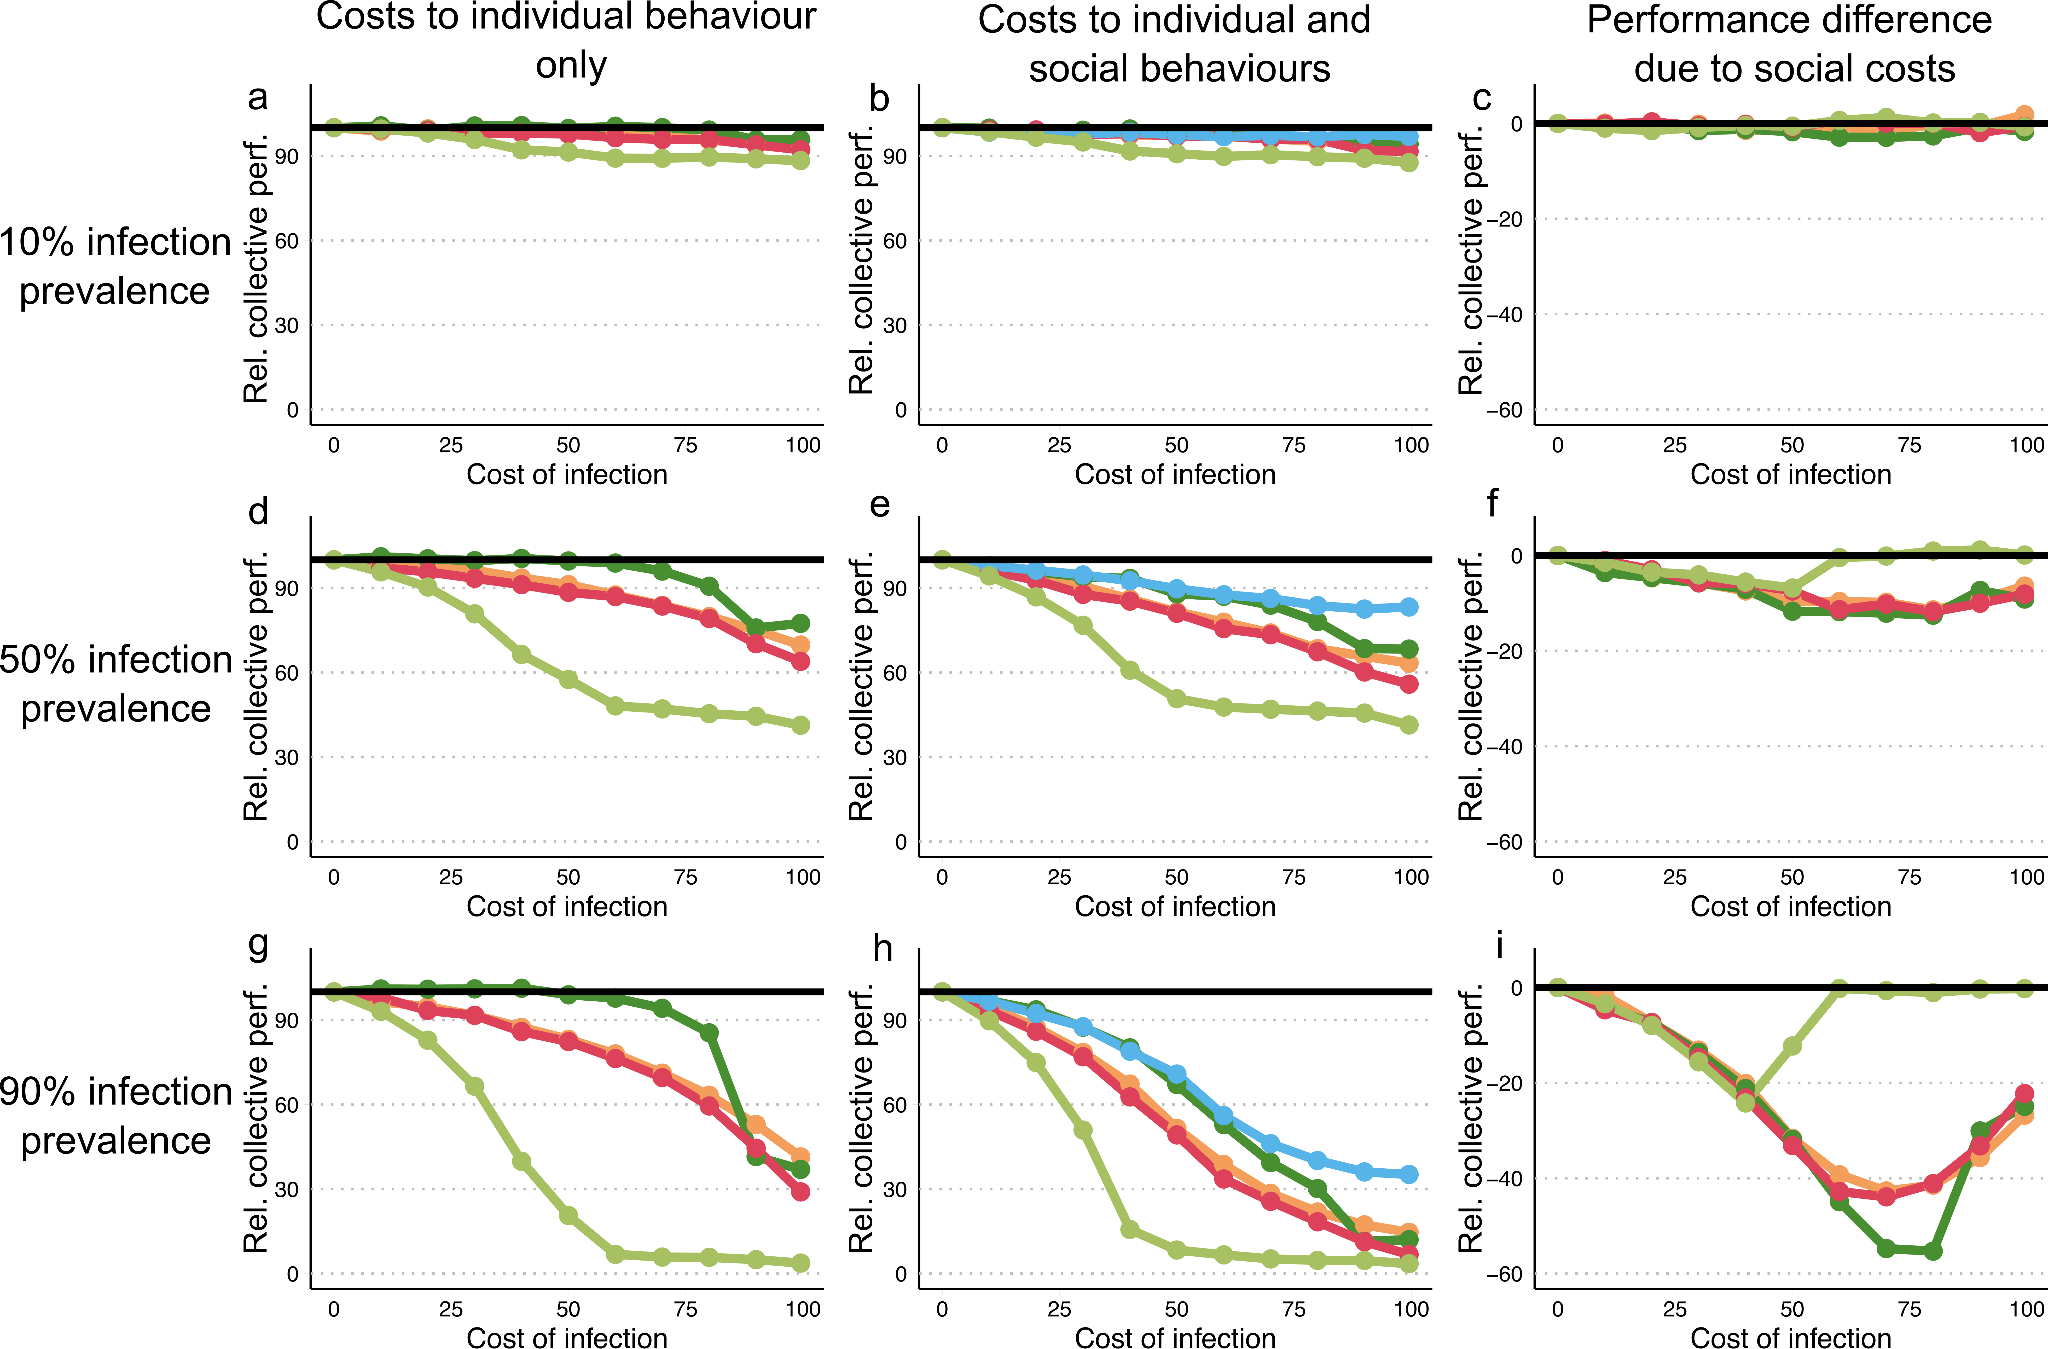 Costs to individual behaviour
only
Costs to individual and
social behaviours
Performance difference
due to social costs
10% infection
prevalence
a
Rel. collective perf.
90
60
30
0
0 25 50 75 100
Cost of infection
b
Rel. collective perf.
90
60
30
0
0 25 50 75 100
Cost of infection
c
Rel. collective perf.
0
−20
−40
−60
0 25 50 75 100
Cost of infection
50% infection
prevalence
d
Rel. collective perf.
90
60
30
0
0 25 50 75 100
Cost of infection
e
Rel. collective perf.
90
60
30
0
0 25 50 75 100
Cost of infection
f
Rel. collective perf.
0
−20
−40
−60
0 25 50 75 100
Cost of infection
90% infection
prevalence
g
Rel. collective perf.
90
60
30
0
0 25 50 75 100
Cost of infection
h
Rel. collective perf.
90
60
30
0
0 25 50 75 100
Cost of infection
i
Rel. collective perf.
0
−20
−40
−60
0 25 50 75 100
Cost of infection